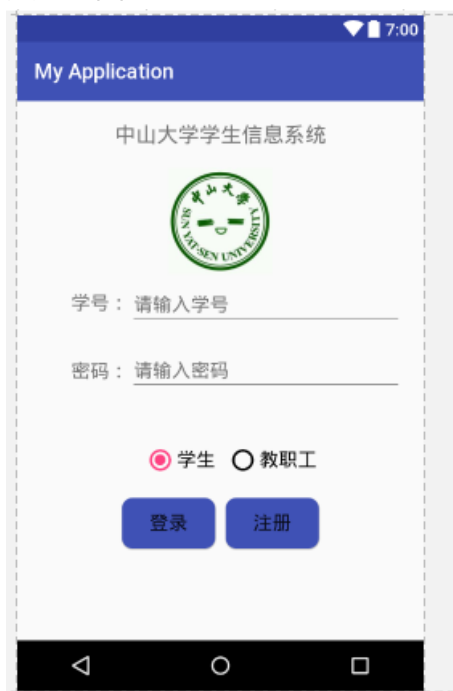 7:00
My Application
中山大学学生信息系统
中山大学
SUN YAT-SEN UNIVERSITY
学号： 请输入学号
密码： 请输入密码
学生 教职工
登录 注册